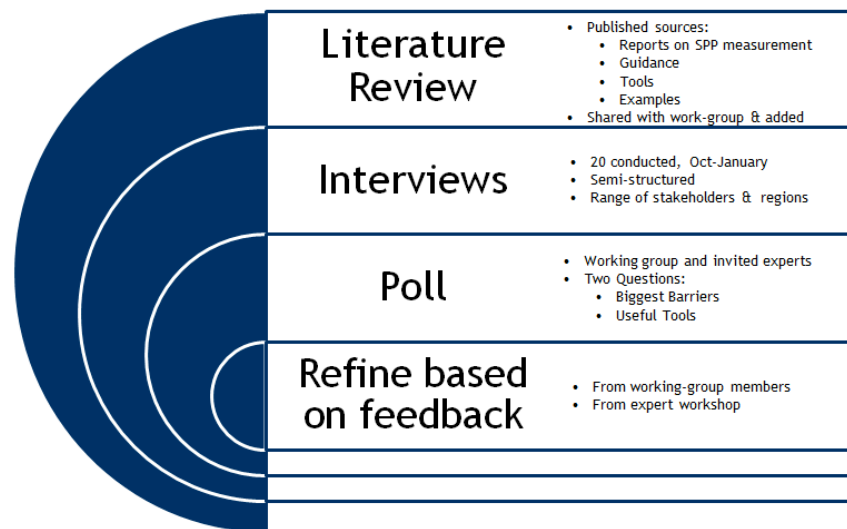 Literature
Review
• Published sources:
• Reports on SPP measurement
• Guidance
• Tools
• Examples
• Shared with work-group & added
Interviews
• 20 conducted, Oct-January
• Semi-structured
• Range of stakeholders & regions
Poll
• Working group and invited experts
• Two Questions:
• Biggest Barriers
• Useful Tools
Refine based
on feedback
• From working-group members
• From expert workshop